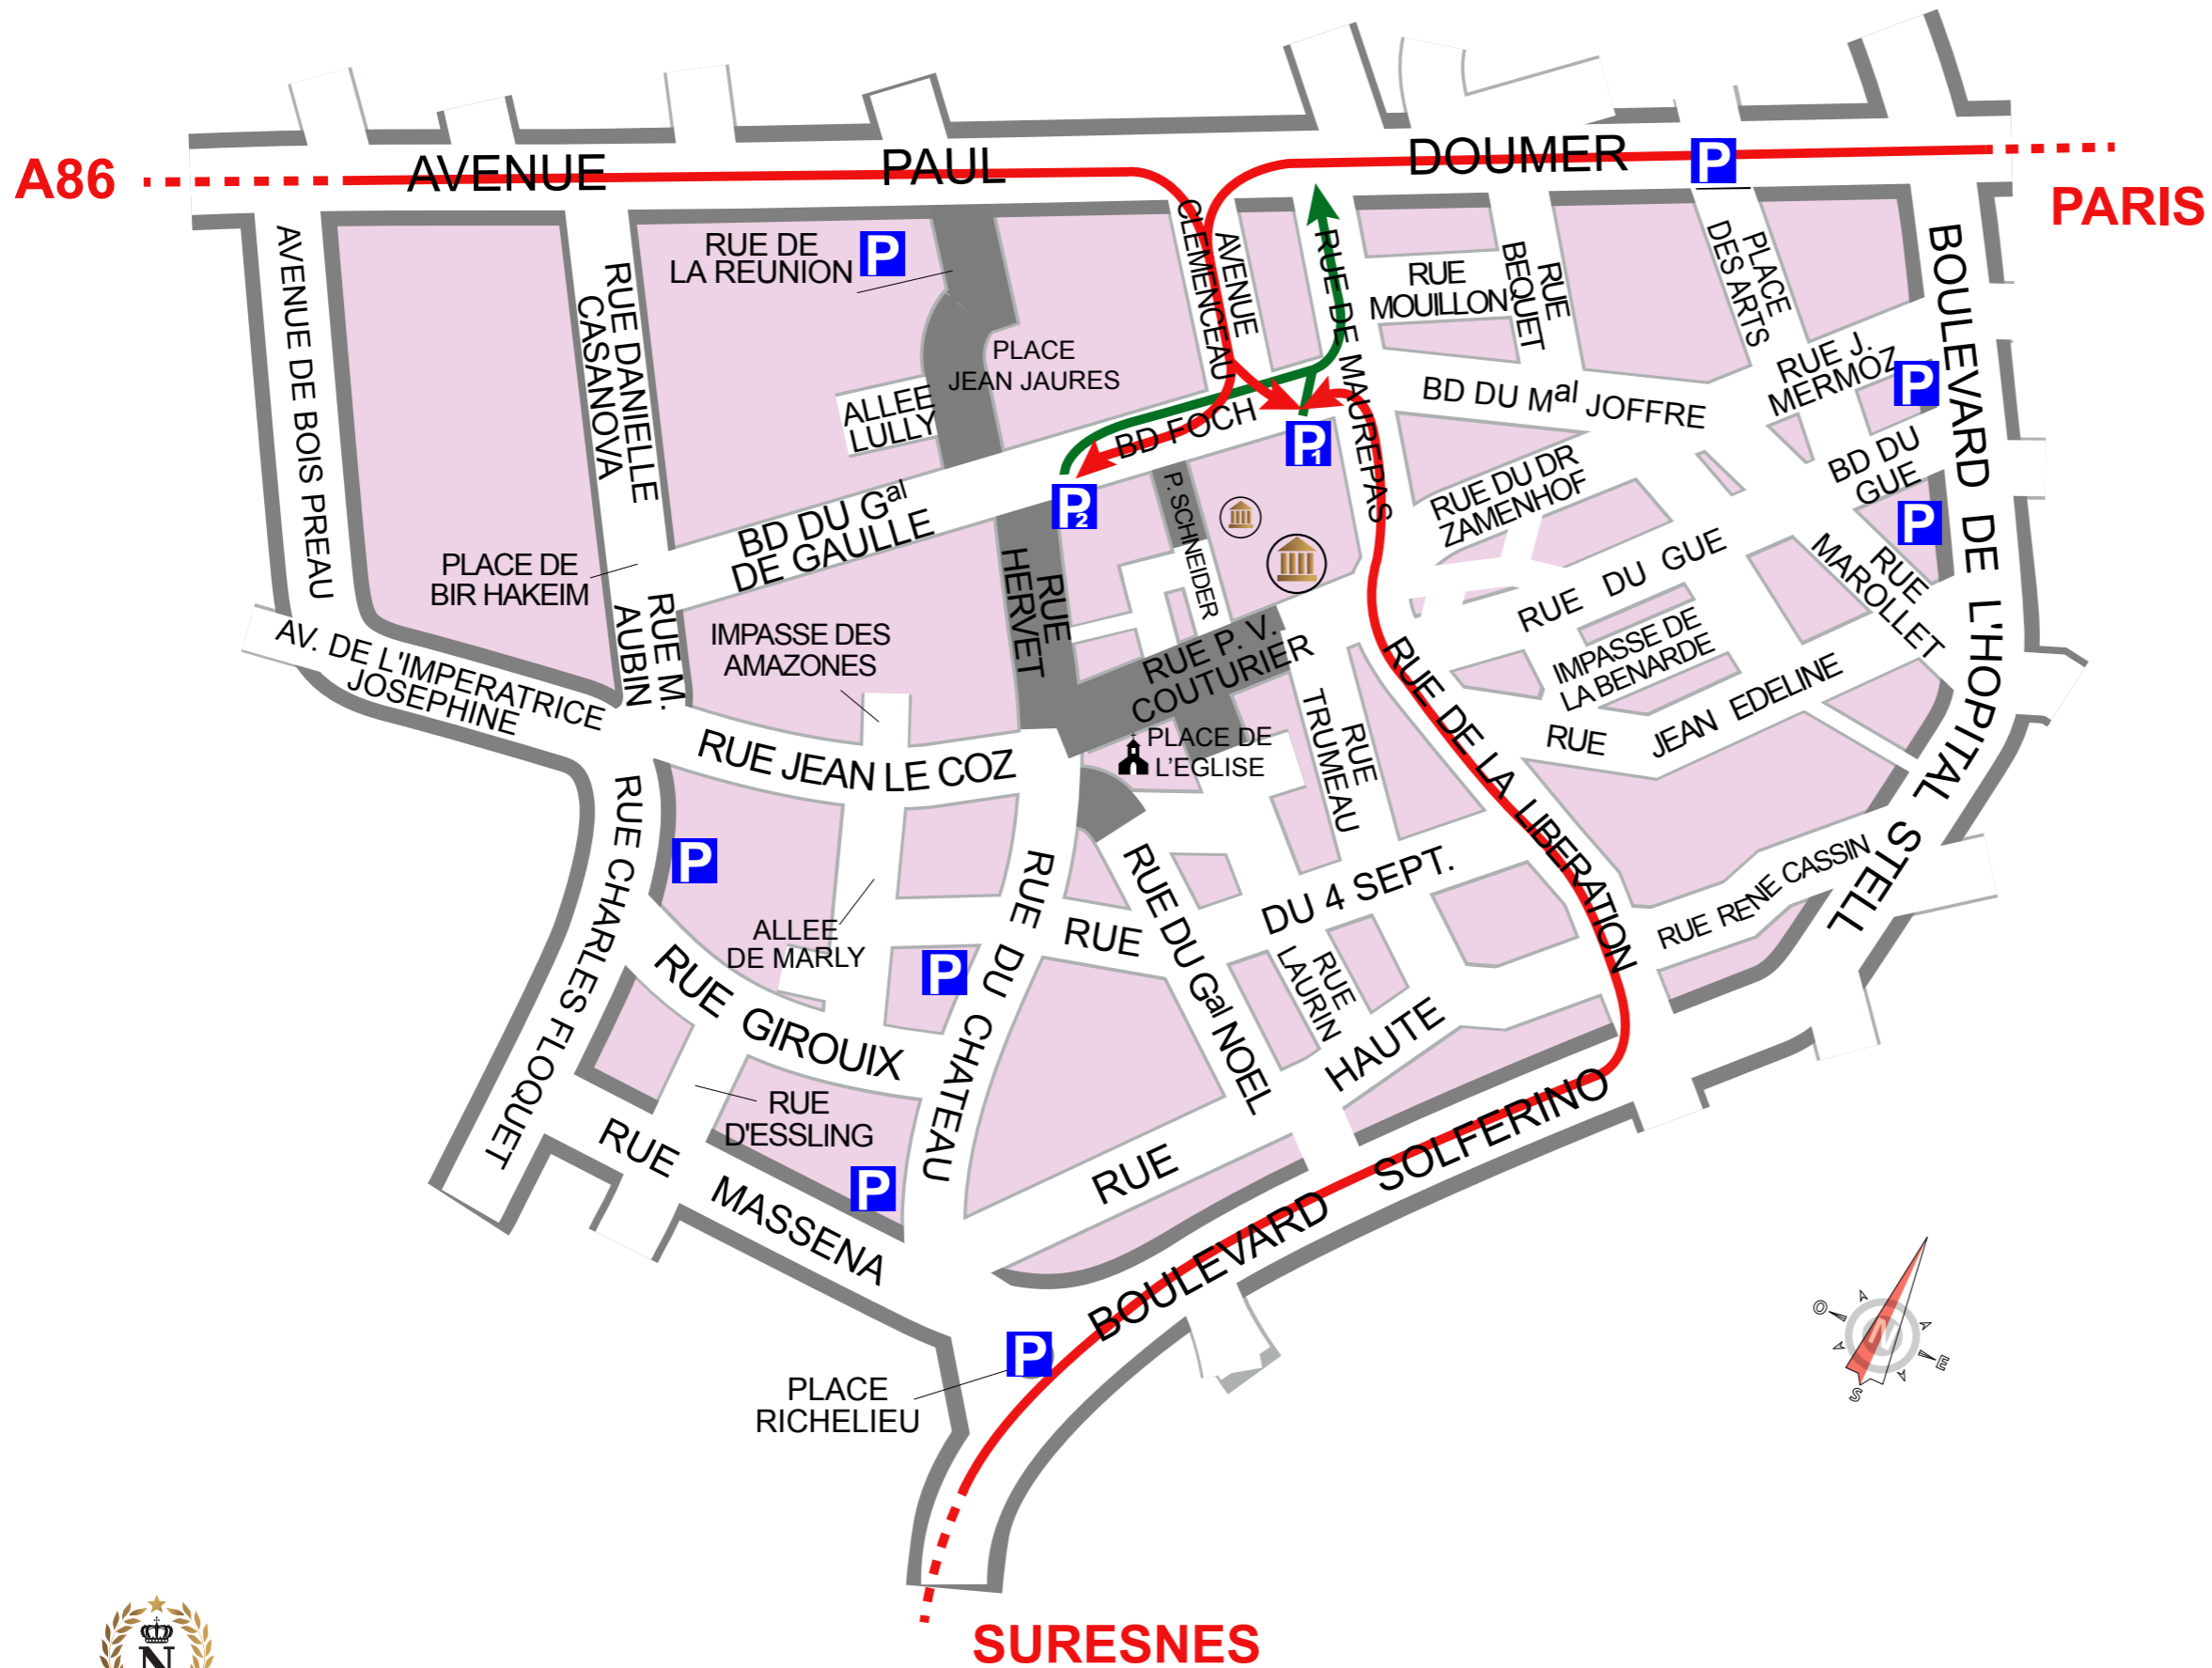 A86
AVENUE PAUL DOUMER
P
PARIS
AVENUE DE BOIS PREAU
RUE DANIELLE
CASANOVA
RUE DE
LA REUNION
P
PLACE
JEAN JAURES
ALLEE
LULLY
AVENUE
CLEMENCEAU
RUE DE MAUREPAS
RUE
MOUILLON
RUE
BEQUET
PLACE
DES ARTS
RUE J.
MERMOZ
P
BOULEVARD DE L'HOPITAL STELL
BD DU Mal JOFFRE
BD FOCH
P1
P2
BD DU
GUE
P
RUE DU DR
ZAMENHOF
BD DU Gal
DE GAULLE
P. SCHNEIDER
PLACE DE
BIR HAKEIM
RUE M.
AUBIN
RUE
HERVET
RUE DU GUE
RUE
MAROLLET
IMPASSE DES
AMAZONES
AV. DE L'IMPERATRICE
JOSEPHINE
RUE P. V.
COUTURIER
IMPASSE DE
LA BENARDE
RUE JEAN EDELINE
RUE JEAN LE COZ
PLACE DE
L'EGLISE
RUE
TRUMEAU
RUE DE LA LIBERATION
RUE CHARLES FLOQUET
P
ALLEE
DE MARLY
RUE DU CHATEAU
RUE DU 4 SEPT.
RUE DU Gal NOEL
RUE RENE CASSIN
P
RUE
LAURIN
RUE GIROUIX
RUE HAUTE
RUE
D'ESSLING
RUE MASSENA
P
BOULEVARD SOLFERINO
P
PLACE
RICHELIEU
N
O
E
S
SURESNES
N